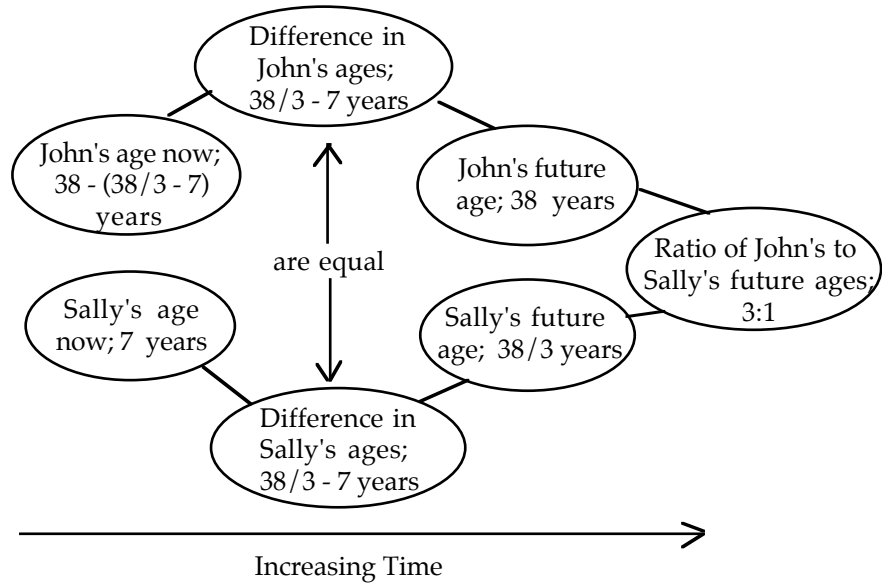 Difference in
John's ages;
38/3 - 7 years
John's age now;
38 - (38/3 - 7)
years
John's future
age; 38 years
Ratio of John's to
Sally's future ages;
3:1
are equal
Sally's age
now; 7 years
Sally's future
age; 38/3 years
Difference in
Sally's ages;
38/3 - 7 years
Increasing Time